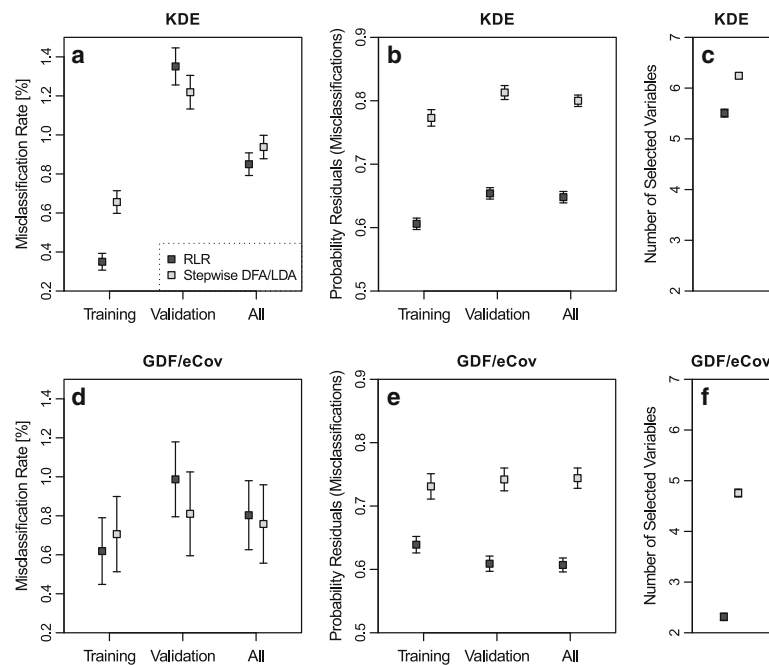 KDE
a
Misclassification Rate [%]
1.4
1.2
1.0
0.8
0.6
0.4
0.2
RLR
Stepwise DFA/LDA
Training
Validation
All
KDE
b
Probability Residuals (Misclassifications)
0.9
0.8
0.7
0.6
0.5
Training
Validation
All
KDE
c
Number of Selected Variables
7
6
5
4
3
2
GDF/eCov
d
Misclassification Rate [%]
1.4
1.2
1.0
0.8
0.6
0.4
0.2
Training
Validation
All
GDF/eCov
e
Probability Residuals (Misclassifications)
0.9
0.8
0.7
0.6
0.5
Training
Validation
All
GDF/eCov
f
Number of Selected Variables
7
6
5
4
3
2